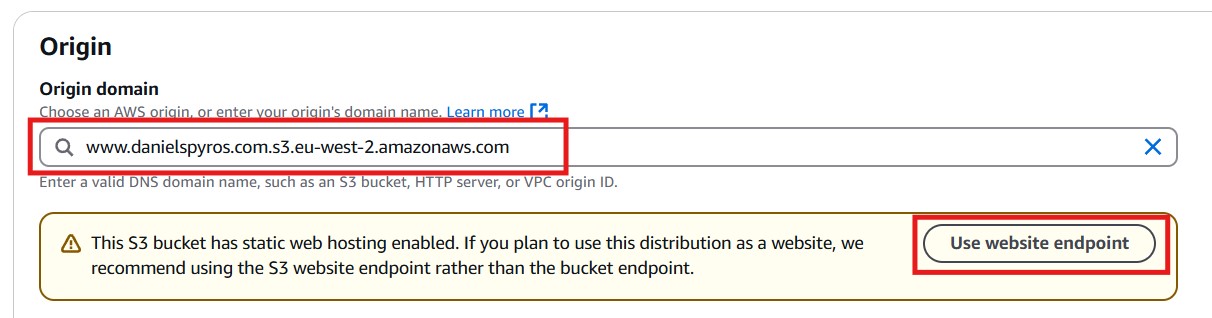 Origin
Origin domain
Choose an AWS origin, or enter your origin's domain name. Learn more
www.danielspyros.com.s3.eu-west-2.amazonaws.com
Enter a valid DNS domain name, such as an S3 bucket, HTTP server, or VPC origin ID.
This S3 bucket has static web hosting enabled. If you plan to use this distribution as a website, we
recommend using the S3 website endpoint rather than the bucket endpoint.
Use website endpoint